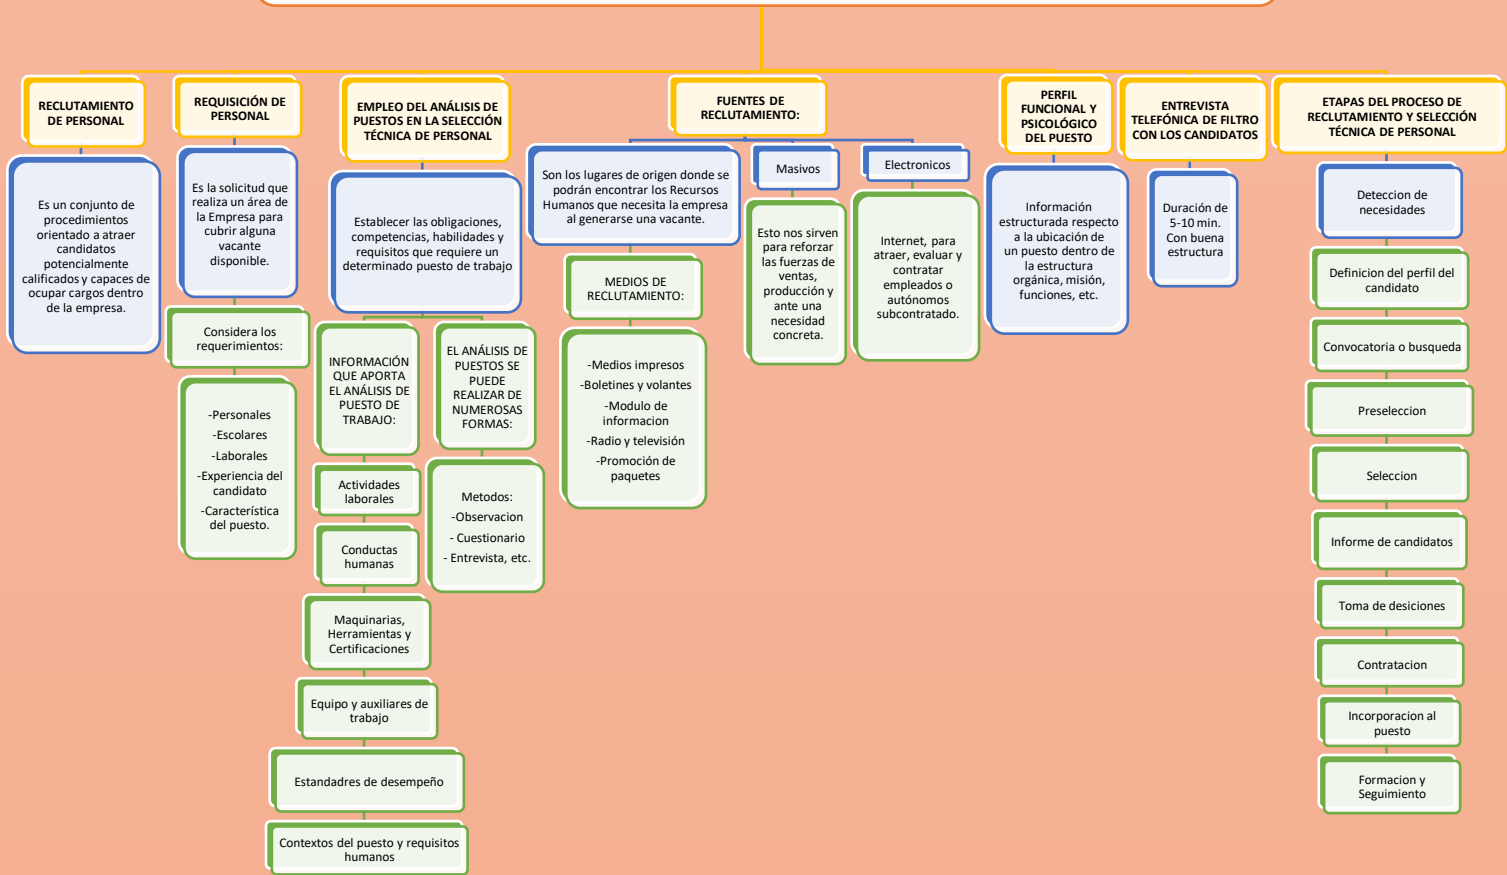 RECLUTAMIENTO
DE PERSONAL
Es un conjunto de
procedimientos
orientado a atraer
candidatos
potencialmente
calificados y capaces de
ocupar cargos dentro
de la empresa.
REQUISICIÓN DE
PERSONAL
Es la solicitud que
realiza un área de
la Empresa para
cubrir alguna
vacante
disponible.
Considera los
requerimientos:
-Personales
-Escolares
-Laborales
-Experiencia del
candidato
-Característica
del puesto.
EMPLEO DEL ANÁLISIS DE
PUESTOS EN LA SELECCIÓN
TÉCNICA DE PERSONAL
Establecer las obligaciones,
competencias, habilidades y
requisitos que requiere un
determinado puesto de trabajo
INFORMACIÓN
QUE APORTA
EL ANÁLISIS DE
PUESTO DE
TRABAJO:
Actividades
laborales
Conductas
humanas
Maquinarias,
Herramientas y
Certificaciones
Equipo y auxiliares de
trabajo
Estandadres de desempeño
Contextos del puesto y requisitos
humanos
EL ANÁLISIS DE
PUESTOS SE
PUEDE
REALIZAR DE
NUMEROSAS
FORMAS:
Metodos:
-Observacion
- Cuestionario
- Entrevista, etc.
FUENTES DE
RECLUTAMIENTO:
Son los lugares de origen donde se
podrán encontrar los Recursos
Humanos que necesita la empresa
al generarse una vacante.
MEDIOS DE
RECLUTAMIENTO:
-Medios impresos
-Boletines y volantes
-Modulo de
informacion
-Radio y televisión
-Promoción de
paquetes
Masivos
Esto nos sirven
para reforzar
las fuerzas de
ventas,
producción y
ante una
necesidad
concreta.
Electronicos
Internet, para
atraer, evaluar y
contratar
empleados o
autónomos
subcontratado.
PERFIL
FUNCIONAL Y
PSICOLÓGICO
DEL PUESTO
Información
estructurada respecto
a la ubicación de
un puesto dentro de
la estructura
orgánica, misión,
funciones, etc.
ENTREVISTA
TELEFÓNICA DE FILTRO
CON LOS CANDIDATOS
Duración de
5-10 min.
Con buena
estructura
ETAPAS DEL PROCESO DE
RECLUTAMIENTO Y SELECCIÓN
TÉCNICA DE PERSONAL
Deteccion de
necesidades
Definicion del perfil del
candidato
Convocatoria o busqueda
Preseleccion
Seleccion
Informe de candidatos
Toma de desiciones
Contratacion
Incorporacion al
puesto
Formacion y
Seguimiento